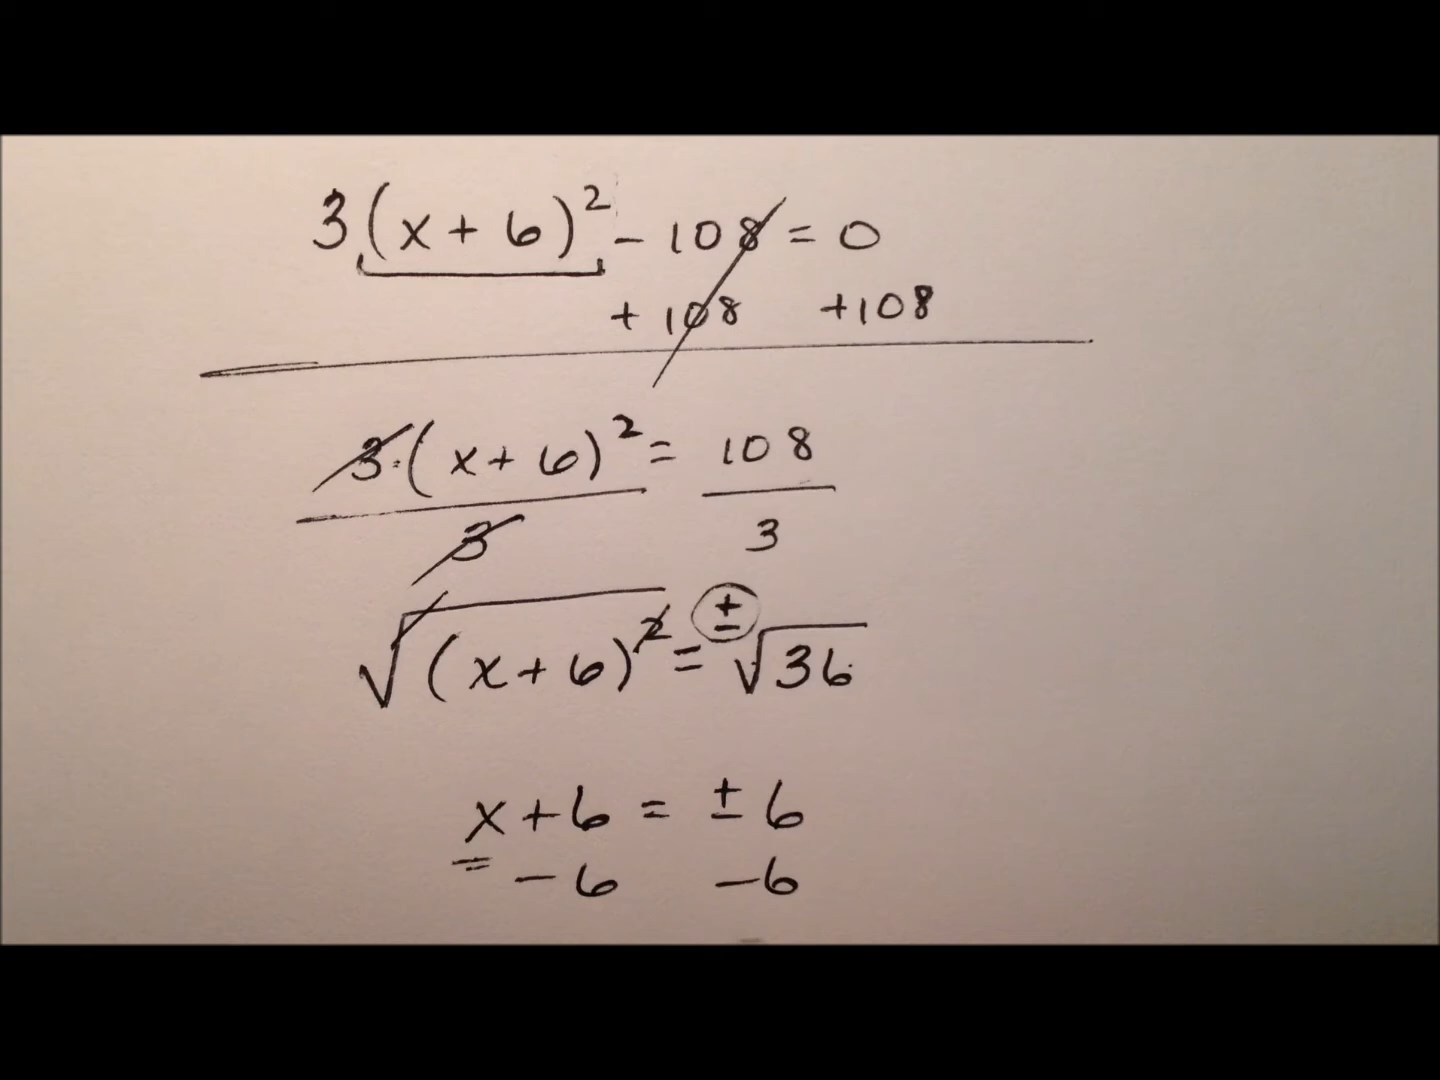 3(x+6)² - 108 = 0
+ 108 +108
3·(x+6)² = 108
3 3
√(x+6)² = ±√36
x+6 = ±6
-6 -6